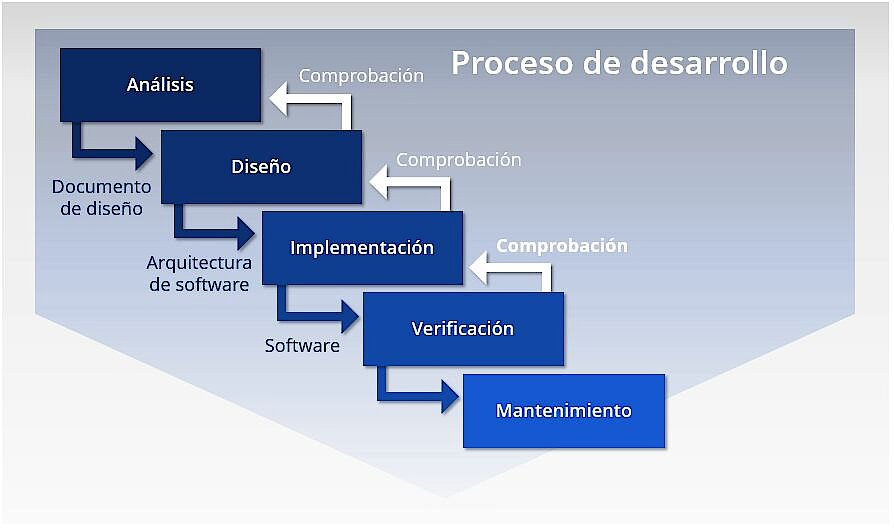 Proceso de desarrollo
Análisis
Comprobación
Documento
de diseño
Diseño
Comprobación
Arquitectura
de software
Implementación
Comprobación
Software
Verificación
Mantenimiento